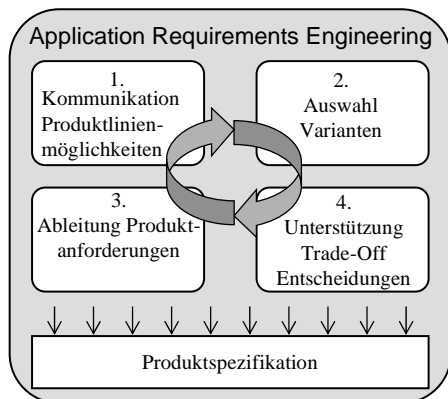 Application Requirements Engineering
1.
Kommunikation
Produktlinien-
möglichkeiten
2.
Auswahl
Varianten
3.
Ableitung Produkt-
anforderungen
4.
Unterstützung
Trade-Off
Entscheidungen
Produktspezifikation